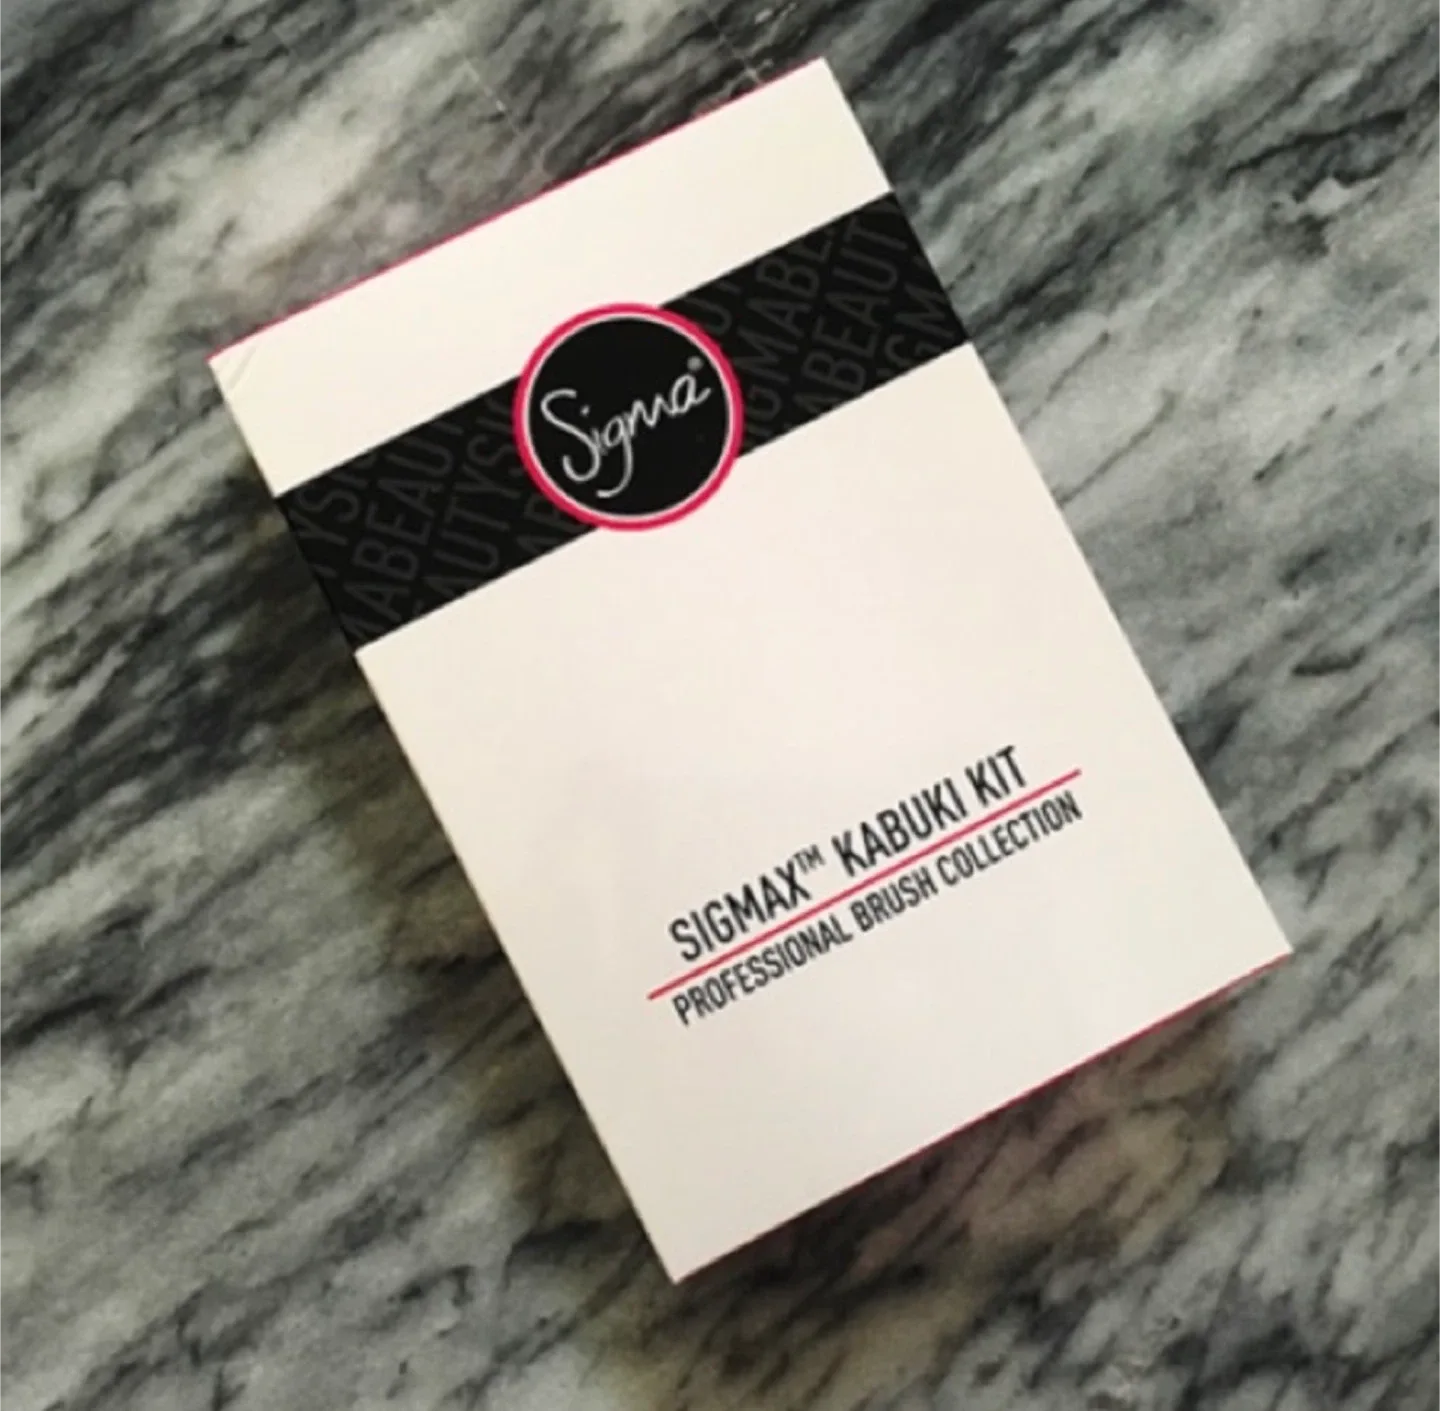 Sigma®
SIGMAX™ KABUKI KIT
PROFESSIONAL BRUSH COLLECTION